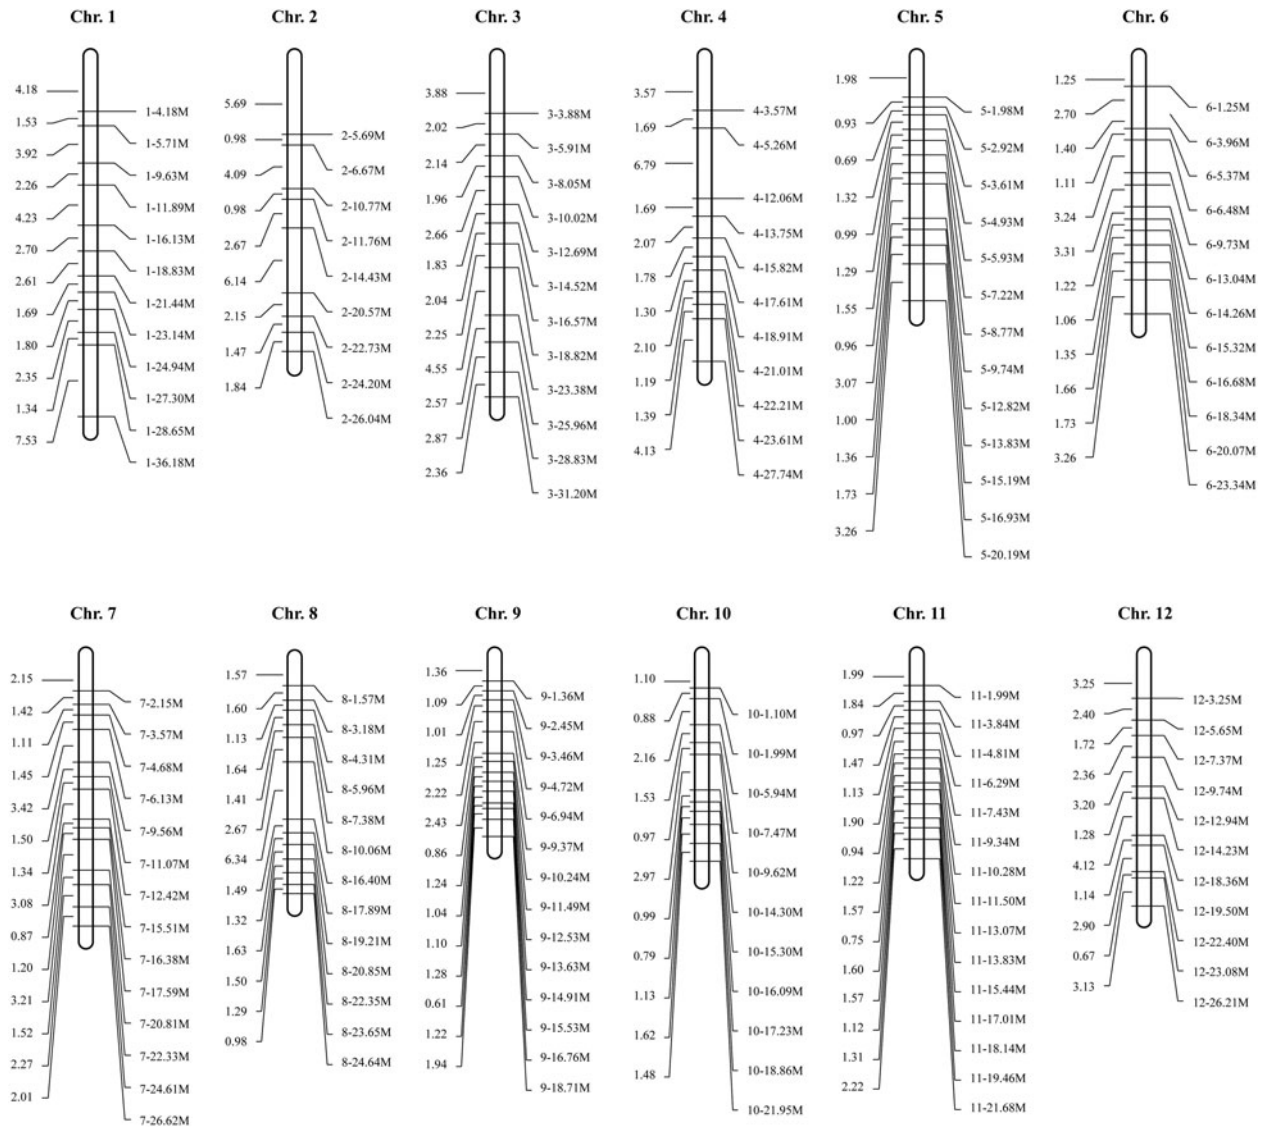 Chr. 1
4.18
1.53
3.92
2.26
4.23
2.70
2.61
1.69
1.80
2.35
1.34
7.53
1-4.18M
1-5.71M
1-9.63M
1-11.89M
1-16.13M
1-18.83M
1-21.44M
1-23.14M
1-24.94M
1-27.30M
1-28.65M
1-36.18M
Chr. 2
5.69
0.98
4.09
0.98
2.67
6.14
2.15
1.47
1.84
2-5.69M
2-6.67M
2-10.77M
2-11.76M
2-14.43M
2-20.57M
2-22.73M
2-24.20M
2-26.04M
Chr. 3
3.88
2.02
2.14
1.96
2.66
1.83
2.04
2.25
4.55
2.57
2.87
2.36
3-3.88M
3-5.91M
3-8.05M
3-10.02M
3-12.69M
3-14.52M
3-16.57M
3-18.82M
3-23.38M
3-25.96M
3-28.83M
3-31.20M
Chr. 4
3.57
1.69
6.79
1.69
2.07
1.78
1.30
2.10
1.19
1.39
4.13
4-3.57M
4-5.26M
4-12.06M
4-13.75M
4-15.82M
4-17.61M
4-18.91M
4-21.01M
4-22.21M
4-23.61M
4-27.74M
Chr. 5
1.98
0.93
0.69
1.32
0.99
1.29
1.55
0.96
3.07
1.00
1.36
1.73
3.26
5-1.98M
5-2.92M
5-3.61M
5-4.93M
5-5.93M
5-7.22M
5-8.77M
5-9.74M
5-12.82M
5-13.83M
5-15.19M
5-16.93M
5-20.19M
Chr. 6
1.25
2.70
1.40
1.11
3.24
3.31
1.22
1.06
1.35
1.66
1.73
3.26
6-1.25M
6-3.96M
6-5.37M
6-6.48M
6-9.73M
6-13.04M
6-14.26M
6-15.32M
6-16.68M
6-18.34M
6-20.07M
6-23.34M
Chr. 7
2.15
1.42
1.11
1.45
3.42
1.50
1.34
3.08
0.87
1.20
3.21
1.52
2.27
2.01
7-2.15M
7-3.57M
7-4.68M
7-6.13M
7-9.56M
7-11.07M
7-12.42M
7-15.51M
7-16.38M
7-17.59M
7-20.81M
7-22.33M
7-24.61M
7-26.62M
Chr. 8
1.57
1.60
1.13
1.64
1.41
2.67
6.34
1.49
1.32
1.63
1.50
1.29
0.98
8-1.57M
8-3.18M
8-4.31M
8-5.96M
8-7.38M
8-10.06M
8-16.40M
8-17.89M
8-19.21M
8-20.85M
8-22.35M
8-23.65M
8-24.64M
Chr. 9
1.36
1.09
1.01
1.25
2.22
2.43
0.86
1.24
1.04
1.10
1.28
0.61
1.22
1.94
9-1.36M
9-2.45M
9-3.46M
9-4.72M
9-6.94M
9-9.37M
9-10.24M
9-11.49M
9-12.53M
9-13.63M
9-14.91M
9-15.53M
9-16.76M
9-18.71M
Chr. 10
1.10
0.88
2.16
1.53
0.97
2.97
0.99
0.79
1.13
1.62
1.48
10-1.10M
10-1.99M
10-5.94M
10-7.47M
10-9.62M
10-14.30M
10-15.30M
10-16.09M
10-17.23M
10-18.86M
10-21.95M
Chr. 11
1.99
1.84
0.97
1.47
1.13
1.90
0.94
1.22
1.57
0.75
1.60
1.57
1.12
1.31
2.22
11-1.99M
11-3.84M
11-4.81M
11-6.29M
11-7.43M
11-9.34M
11-10.28M
11-11.50M
11-13.07M
11-13.83M
11-15.44M
11-17.01M
11-18.14M
11-19.46M
11-21.68M
Chr. 12
3.25
2.40
1.72
2.36
3.20
1.28
4.12
1.14
2.90
0.67
3.13
12-3.25M
12-5.65M
12-7.37M
12-9.74M
12-12.94M
12-14.23M
12-18.36M
12-19.50M
12-22.40M
12-23.08M
12-26.21M